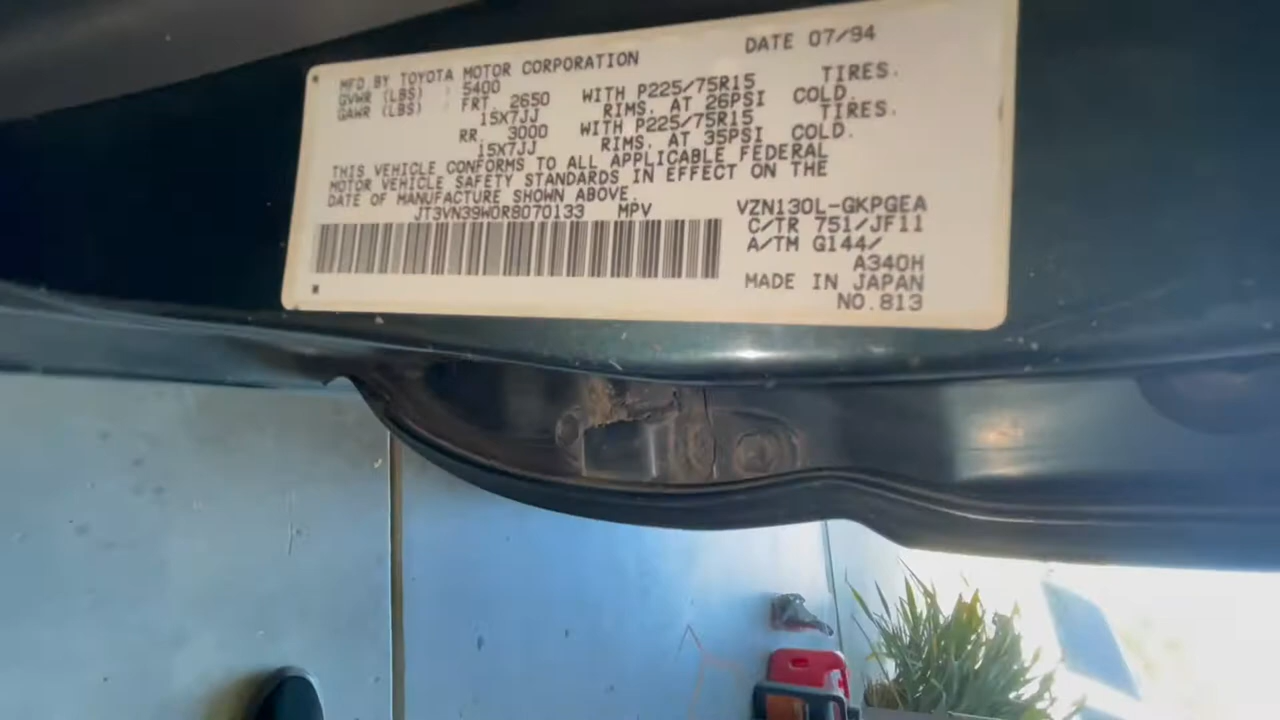 DATE 07/94
MFD BY TOYOTA MOTOR CORPORATION
GVWR (LBS) : 5400
GAWR (LBS) : FRT. 2650 WITH P225/75R15 TIRES.
15X7JJ RIMS. AT 26PSI COLD.
RR. 3000 WITH P225/75R15 TIRES.
15X7JJ RIMS. AT 35PSI COLD.
THIS VEHICLE CONFORMS TO ALL APPLICABLE FEDERAL
MOTOR VEHICLE SAFETY STANDARDS IN EFFECT ON THE
DATE OF MANUFACTURE SHOWN ABOVE.
JT3VN39W0R8070133 MPV
VZN130L-GKPGEA
C/TR 751/JF11
A/TM G144/
A340H
MADE IN JAPAN
NO.813